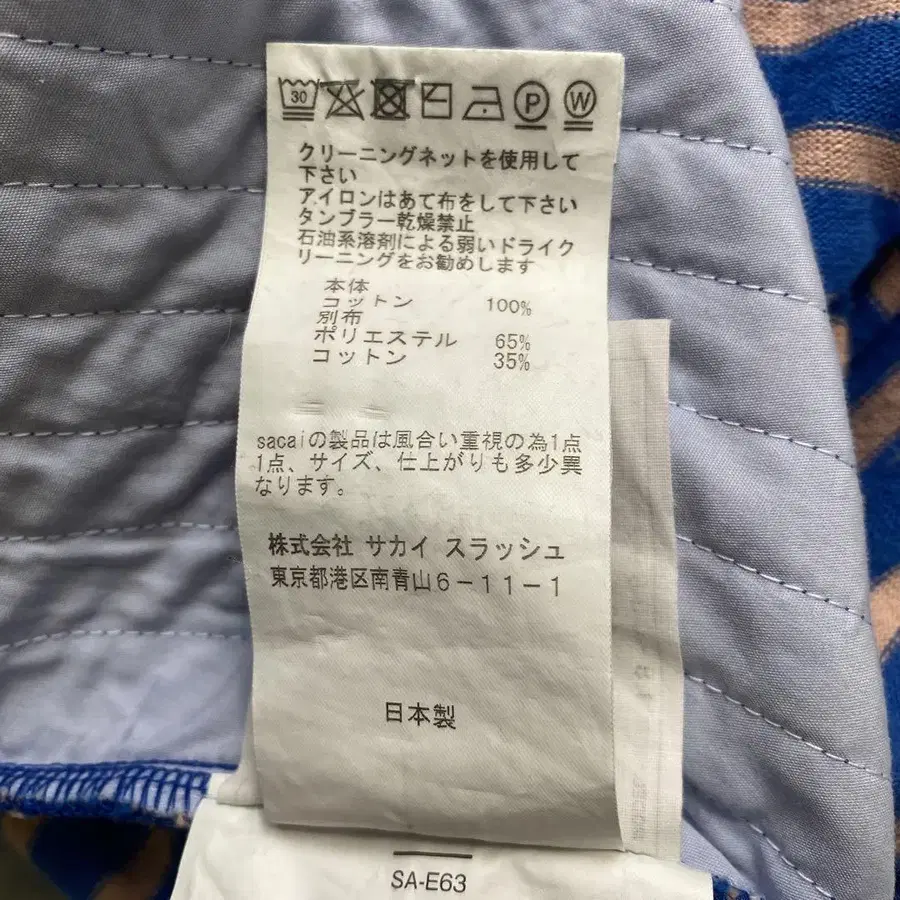 30
P
W
クリーニングネットを使用して
下さい
アイロンはあて布をして下さい
タンブラー乾燥禁止
石油系溶剤による弱いドライク
リーニングをお勧めします
本体
コットン 100%
別布
ポリエステル 65%
コットン 35%
sacaiの製品は風合い重視の為1点
1点、サイズ、仕上がりも多少異
なります。
株式会社 サカイ スラッシュ
東京都港区南青山6-11-1
日本製
SA-E63